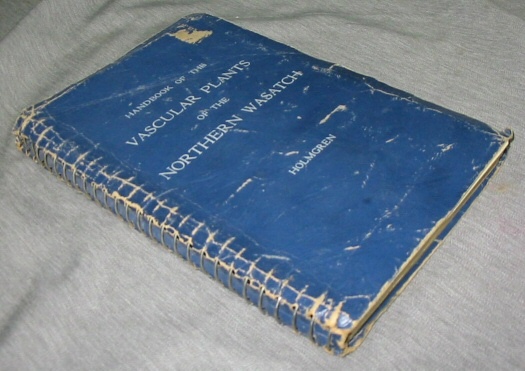 HANDBOOK OF THE
VASCULAR PLANTS
OF THE
NORTHERN WASATCH
HOLMGREN